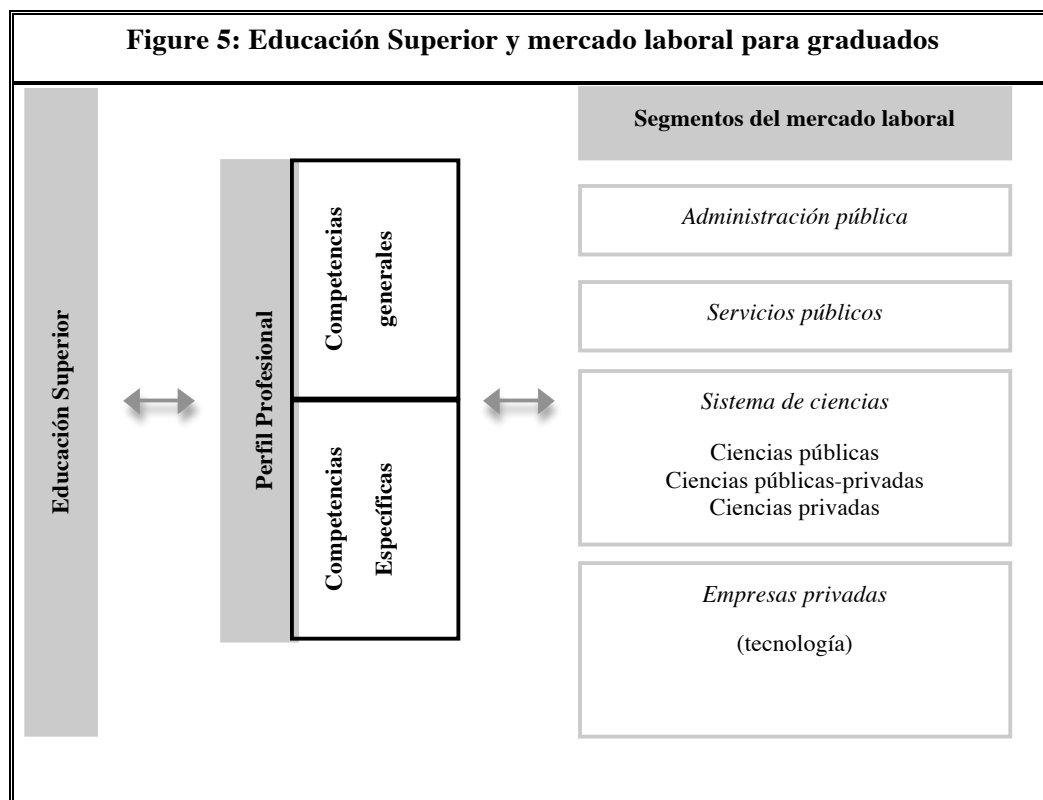 Figure 5: Educación Superior y mercado laboral para graduados
Educación Superior
Perfil Profesional
Competencias
generales
Competencias
Específicas
Segmentos del mercado laboral
Administración pública
Servicios públicos
Sistema de ciencias
Ciencias públicas
Ciencias públicas-privadas
Ciencias privadas
Empresas privadas
(tecnología)